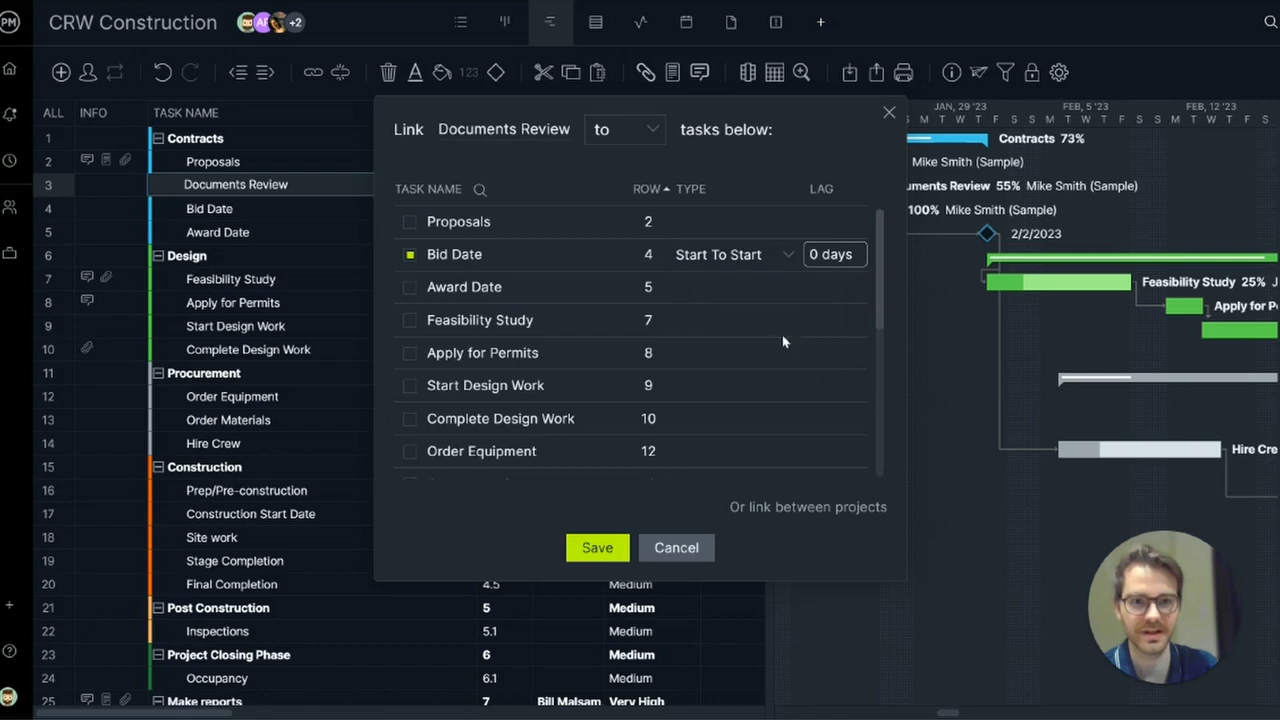 PM CRW Construction AF +2
123
ALL INFO TASK NAME
JAN, 29 '23 FEB, 5 '23 FEB, 12 '23
M T W T F S S M T W T F S S M T W T F S
1 Contracts
2 Proposals
3 Documents Review
4 Bid Date
5 Award Date
6 Design
7 Feasibility Study
8 Apply for Permits
9 Start Design Work
10 Complete Design Work
11 Procurement
12 Order Equipment
13 Order Materials
14 Hire Crew
15 Construction
16 Prep/Pre-construction
17 Construction Start Date
18 Site work
19 Stage Completion
20 Final Completion 4.5 Medium
21 Post Construction 5 Medium
22 Inspections 5.1 Medium
23 Project Closing Phase 6 Medium
24 Occupancy 6.1 Medium
25 Make reports 7 Bill Malsam Very High
Link Documents Review to tasks below:
TASK NAME ROW TYPE LAG
Proposals 2
Bid Date 4 Start To Start 0 days
Award Date 5
Feasibility Study 7
Apply for Permits 8
Start Design Work 9
Complete Design Work 10
Order Equipment 12
Or link between projects
Save Cancel
Contracts 73%
Mike Smith (Sample)
uments Review 55% Mike Smith (Sample)
100% Mike Smith (Sample)
2/2/2023
Feasibility Study 25% J
Apply for P
Hire Cre